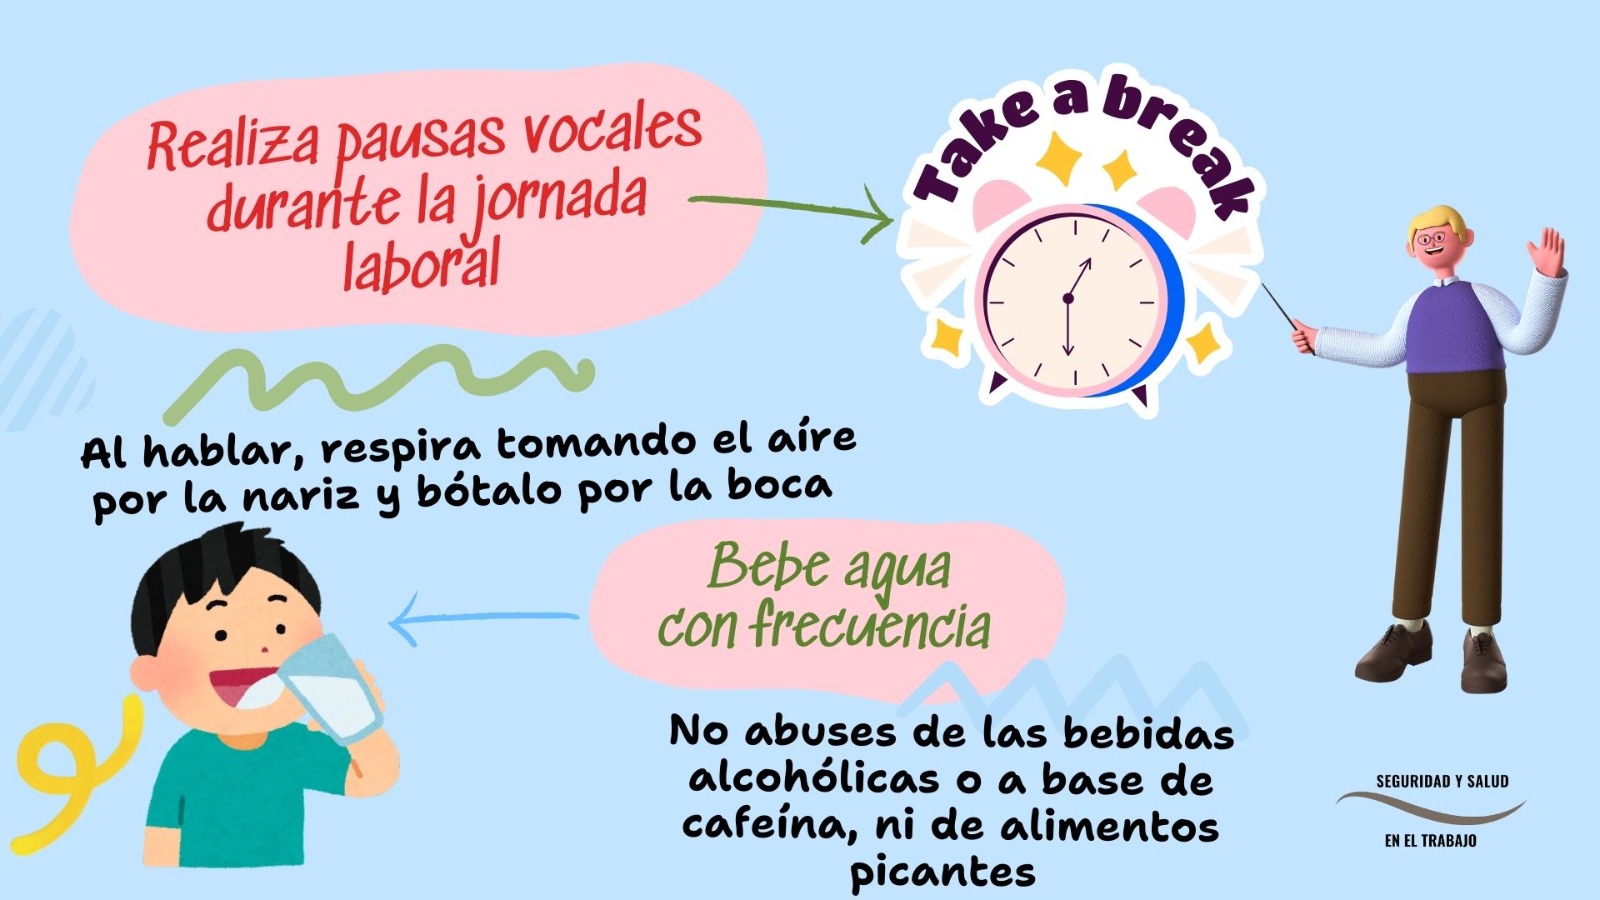 Realiza pausas vocales
durante la jornada
laboral
Take a break
Al hablar, respira tomando el aíre
por la nariz y bótalo por la boca
Bebe agua
con frecuencia
No abuses de las bebidas
alcohólicas o a base de
cafeína, ni de alimentos
picantes
SEGURIDAD Y SALUD
EN EL TRABAJO